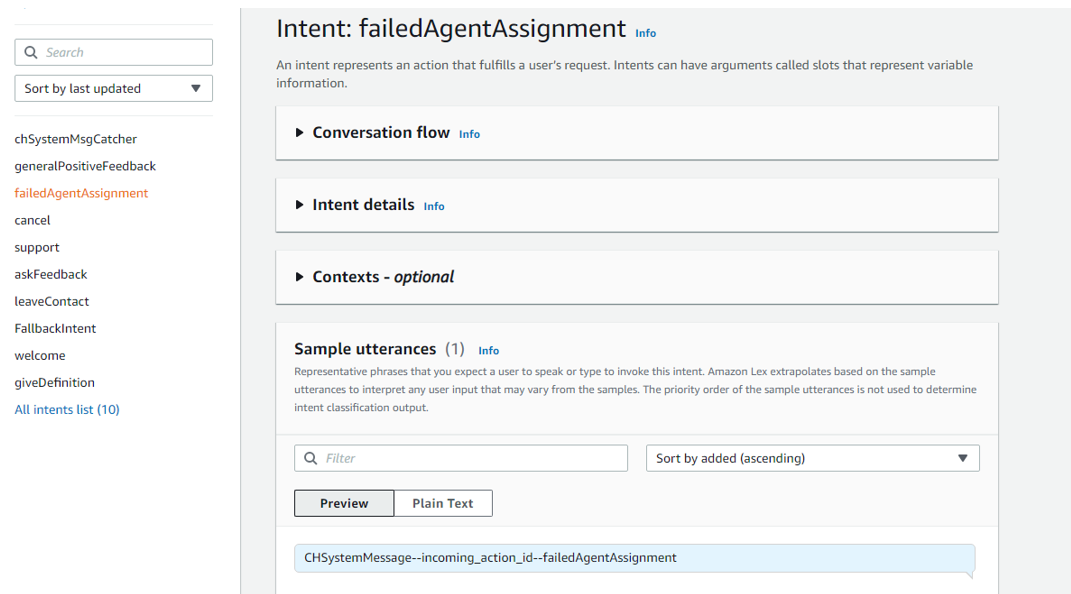 Search
Sort by last updated
chSystemMsgCatcher
generalPositiveFeedback
failedAgentAssignment
cancel
support
askFeedback
leaveContact
FallbackIntent
welcome
giveDefinition
All intents list (10)
Intent: failedAgentAssignment Info
An intent represents an action that fulfills a user's request. Intents can have arguments called slots that represent variable
information.
Conversation flow Info
Intent details Info
Contexts - optional
Sample utterances (1) Info
Representative phrases that you expect a user to speak or type to invoke this intent. Amazon Lex extrapolates based on the sample
utterances to interpret any user input that may vary from the samples. The priority order of the sample utterances is not used to determine
intent classification output.
Filter
Sort by added (ascending)
Preview
Plain Text
CHSystemMessage--incoming_action_id--failedAgentAssignment